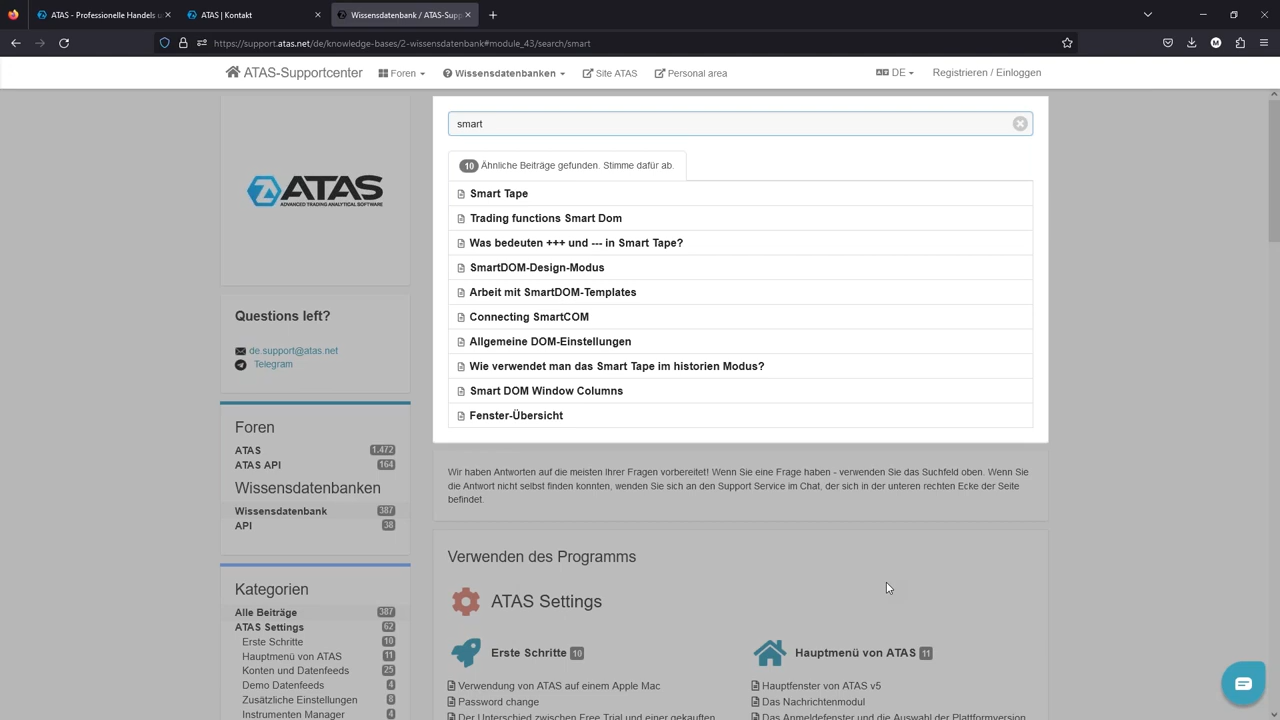 ATAS - Professionelle Handels u
ATAS | Kontakt
Wissensdatenbank / ATAS-Supp
https://support.atas.net/de/knowledge-bases/2-wissensdatenbank#module_43/search/smart
ATAS-Supportcenter
Foren
Wissensdatenbanken
Site ATAS
Personal area
DE
Registrieren / Einloggen
smart
10 Ähnliche Beiträge gefunden. Stimme dafür ab.
Smart Tape
Trading functions Smart Dom
Was bedeuten +++ und --- in Smart Tape?
SmartDOM-Design-Modus
Arbeit mit SmartDOM-Templates
Connecting SmartCOM
Allgemeine DOM-Einstellungen
Wie verwendet man das Smart Tape im historien Modus?
Smart DOM Window Columns
Fenster-Übersicht
ATAS
ADVANCED TRADING ANALYTICAL SOFTWARE
Questions left?
de.support@atas.net
Telegram
Foren
ATAS 1.472
ATAS API 164
Wissensdatenbanken
Wissensdatenbank 387
API 38
Kategorien
Alle Beiträge 387
ATAS Settings 62
Erste Schritte 10
Hauptmenü von ATAS 11
Konten und Datenfeeds 25
Demo Datenfeeds 4
Zusätzliche Einstellungen 8
Instrumenten Manager 4
Wir haben Antworten auf die meisten Ihrer Fragen vorbereitet! Wenn Sie eine Frage haben - verwenden Sie das Suchfeld oben. Wenn Sie
die Antwort nicht selbst finden konnten, wenden Sie sich an den Support Service im Chat, der sich in der unteren rechten Ecke der Seite
befindet.
Verwenden des Programms
ATAS Settings
Erste Schritte 10
Verwendung von ATAS auf einem Apple Mac
Password change
Der Unterschied zwischen Free Trial und einer gekauften
Hauptmenü von ATAS 11
Hauptfenster von ATAS v5
Das Nachrichtenmodul
Das Anmeldefenster und die Auswahl der Plattformversion